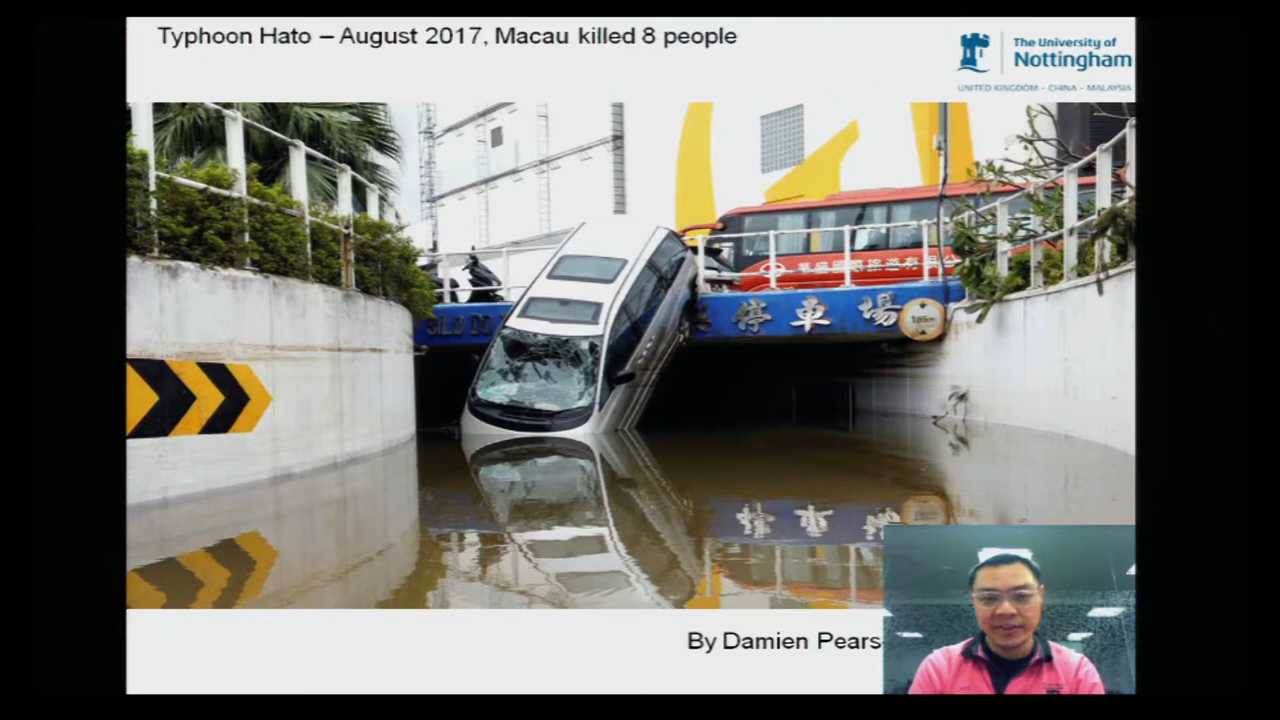 Typhoon Hato – August 2017, Macau killed 8 people
The University of
Nottingham
UNITED KINGDOM - CHINA - MALAYSIA
停車場
By Damien Pears